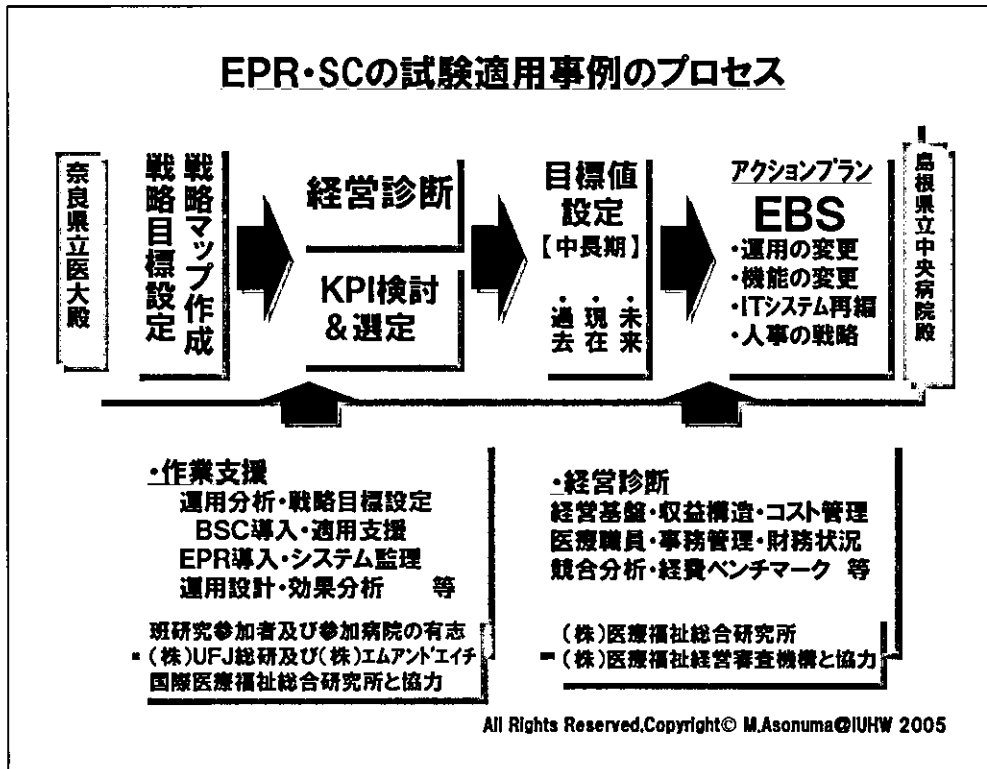 EPR・SCの試験適用事例のプロセス
奈良県立医大殿
戦略マップ作成
戦略目標設定
経営診断
KPI検討
&選定
目標値
設定
【中長期】
・未来
・現在
・過去
アクションプラン
EBS
・運用の変更
・機能の変更
・ITシステム再編
・人事の戦略
島根県立中央病院殿
・作業支援
運用分析・戦略目標設定
BSC導入・適用支援
EPR導入・システム監理
運用設計・効果分析 等
班研究参加者及び参加病院の有志
(株)UFJ総研及び(株)エムアンドエイチ
国際医療福祉総合研究所と協力
・経営診断
経営基盤・収益構造・コスト管理
医療職員・事務管理・財務状況
競合分析・経費ベンチマーク 等
(株)医療福祉総合研究所
(株)医療福祉経営審査機構と協力
All Rights Reserved,Copyright© M,Asonuma@IUHW 2005